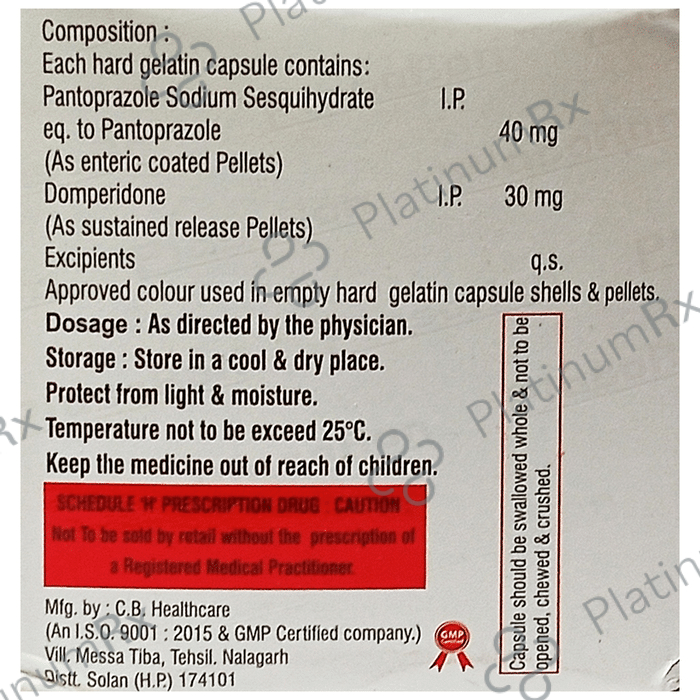 Composition :
Each hard gelatin capsule contains:
Pantoprazole Sodium Sesquihydrate I.P.
eq. to Pantoprazole 40 mg
(As enteric coated Pellets)
Domperidone I.P. 30 mg
(As sustained release Pellets)
Excipients q.s.
Approved colour used in empty hard gelatin capsule shells & pellets.
Dosage : As directed by the physician.
Storage : Store in a cool & dry place.
Protect from light & moisture.
Temperature not to be exceed 25°C.
Keep the medicine out of reach of children.
SCHEDULE 'H' PRESCRIPTION DRUG : CAUTION
Not To be sold by retail without the prescription of
a Registered Medical Practitioner.
Mfg. by : C.B. Healthcare
(An I.S.O. 9001 : 2015 & GMP Certified company.)
Vill. Messa Tiba, Tehsil. Nalagarh
Distt. Solan (H.P.) 174101
GMP
Certified
Capsule should be swallowed whole & not to be
opened, chewed & crushed.
PlatinumRx
PlatinumRx
PlatinumRx